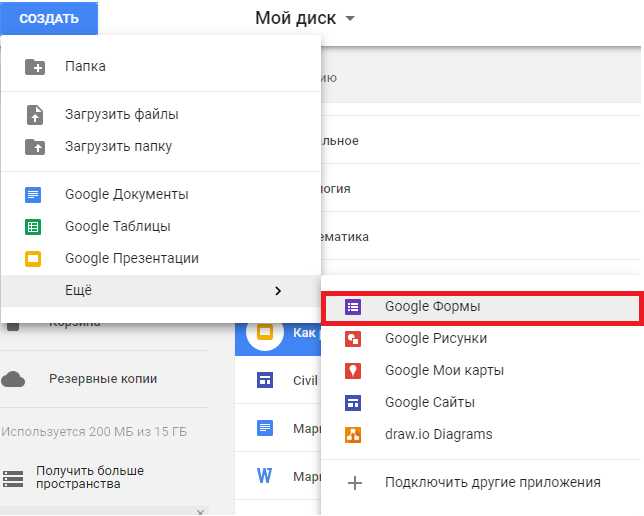 СОЗДАТЬ
Мой диск
Папка
Загрузить файлы
Загрузить папку
Google Документы
Google Таблицы
Google Презентации
Ещё
Google Формы
Google Рисунки
Google Мои карты
Google Сайты
draw.io Diagrams
Подключить другие приложения
Корзина
Как
Резервные копии
Civil
Используется 200 МБ из 15 ГБ
Получить больше
пространства